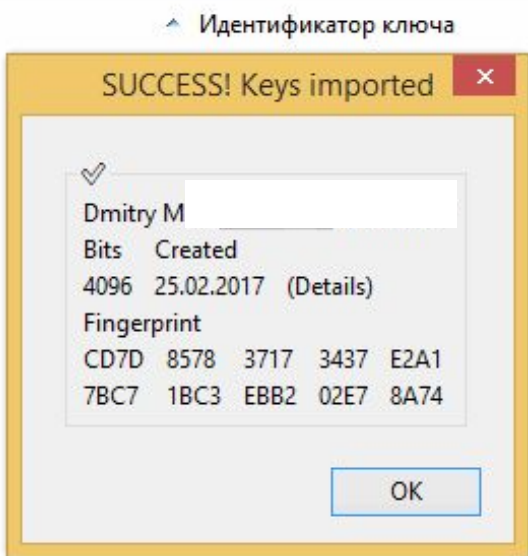 Идентификатор ключа
SUCCESS! Keys imported
Dmitry M
Bits Created
4096 25.02.2017 (Details)
Fingerprint
CD7D 8578 3717 3437 E2A1
7BC7 1BC3 EBB2 02E7 8A74
OK